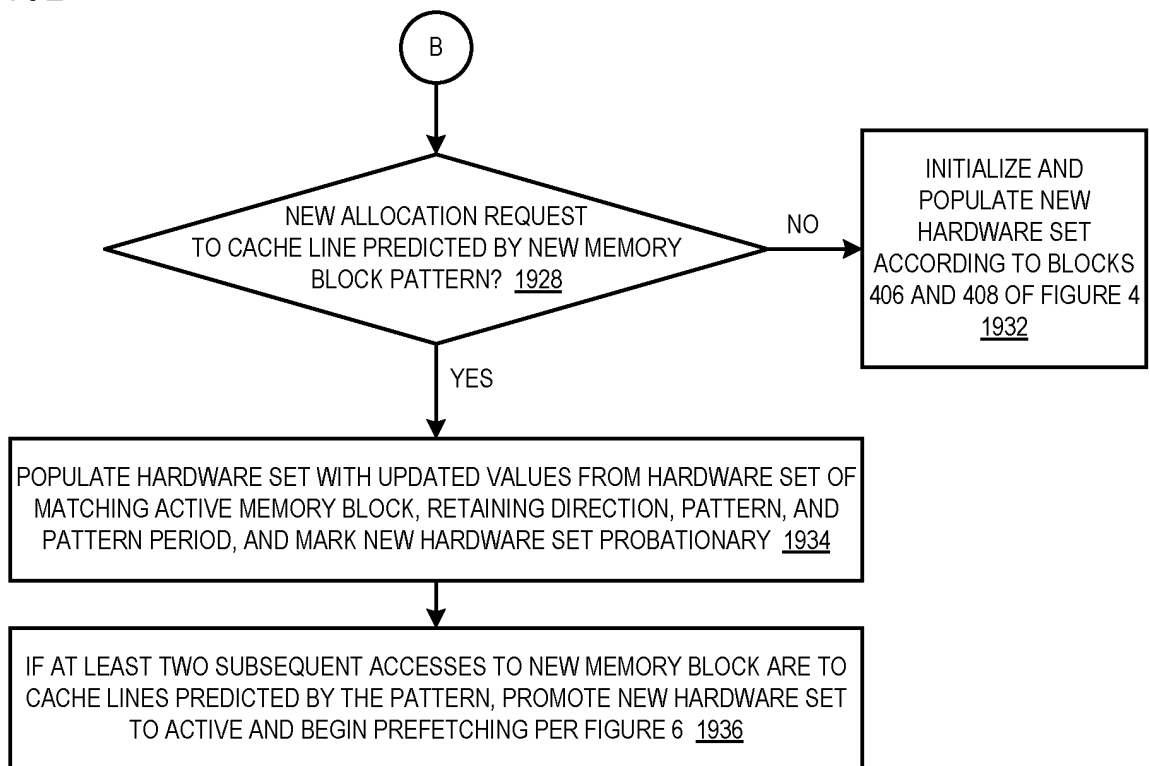 B
NEW ALLOCATION REQUEST
TO CACHE LINE PREDICTED BY NEW MEMORY
BLOCK PATTERN? 1928
NO
INITIALIZE AND
POPULATE NEW
HARDWARE SET
ACCORDING TO BLOCKS
406 AND 408 OF FIGURE 4
1932
YES
POPULATE HARDWARE SET WITH UPDATED VALUES FROM HARDWARE SET OF
MATCHING ACTIVE MEMORY BLOCK, RETAINING DIRECTION, PATTERN, AND
PATTERN PERIOD, AND MARK NEW HARDWARE SET PROBATIONARY 1934
IF AT LEAST TWO SUBSEQUENT ACCESSES TO NEW MEMORY BLOCK ARE TO
CACHE LINES PREDICTED BY THE PATTERN, PROMOTE NEW HARDWARE SET
TO ACTIVE AND BEGIN PREFETCHING PER FIGURE 6 1936